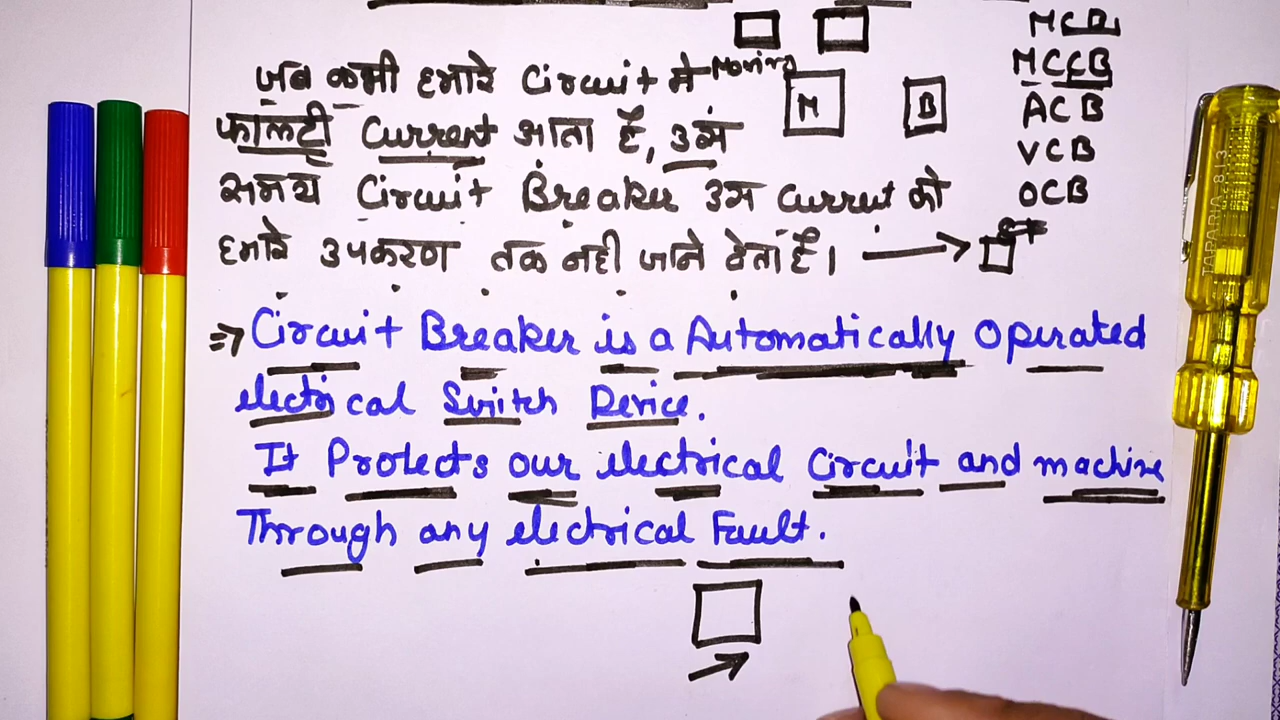 MCB
MCCB
ACB
VCB
OCB
जब कभी हमारे Circuit मे
फाल्टी Current आता है, उस
समय Circuit Breaker उस Current को
हमारे उपकरण तक नही जाने देता है।
M
B
⇒ Circuit Breaker is a Automatically Operated
electrical Switch Device.
It Protects our electrical Circuit and machine
Through any electrical Fault.
TAPARIA 813